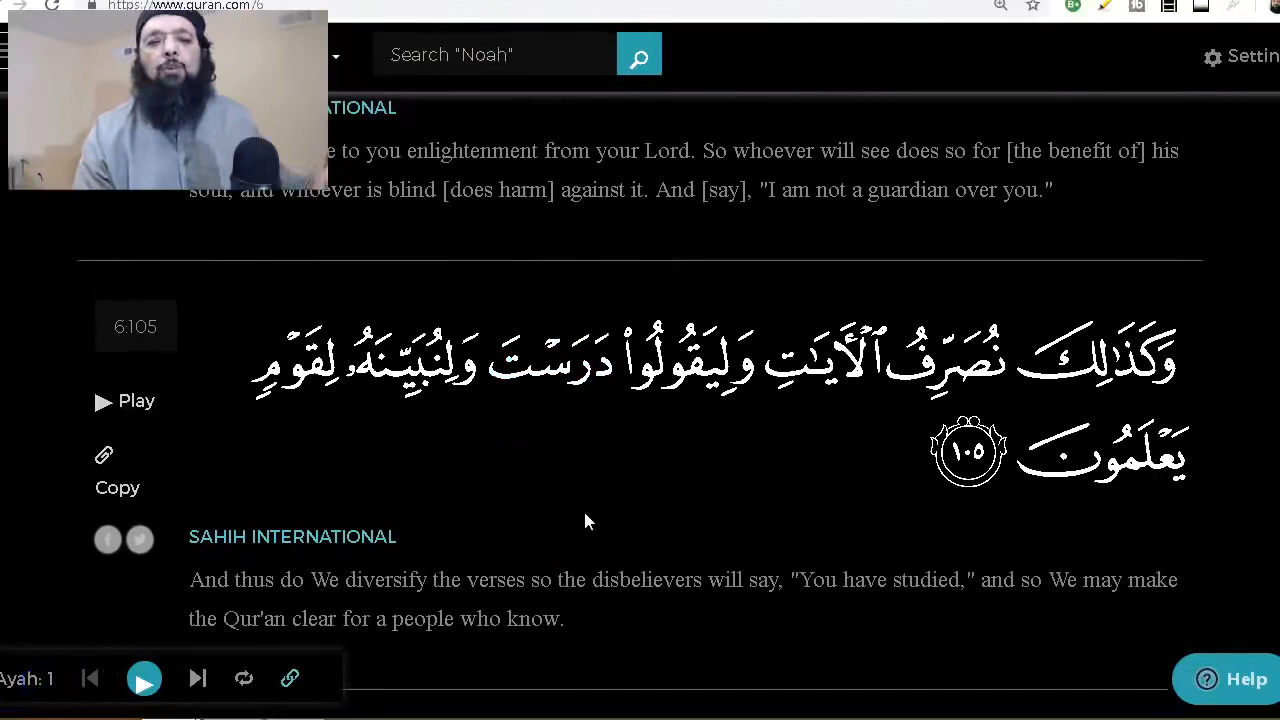 https://www.quran.com/6
Search "Noah"
ATIONAL
e to you enlightenment from your Lord. So whoever will see does so for [the benefit of] his
soul, and whoever is blind [does harm] against it. And [say], "I am not a guardian over you."
6:105
وَكَذَٰلِكَ نُصَرِّفُ ٱلْأَيَـٰتِ وَلِيَقُولُوا۟ دَرَسْتَ وَلِنُبَيِّنَهُۥ لِقَوْمٍ
يَعْلَمُونَ ١٠٥
Play
Copy
SAHIH INTERNATIONAL
And thus do We diversify the verses so the disbelievers will say, "You have studied," and so We may make
the Qur'an clear for a people who know.
Ayah: 1
Settin
Help